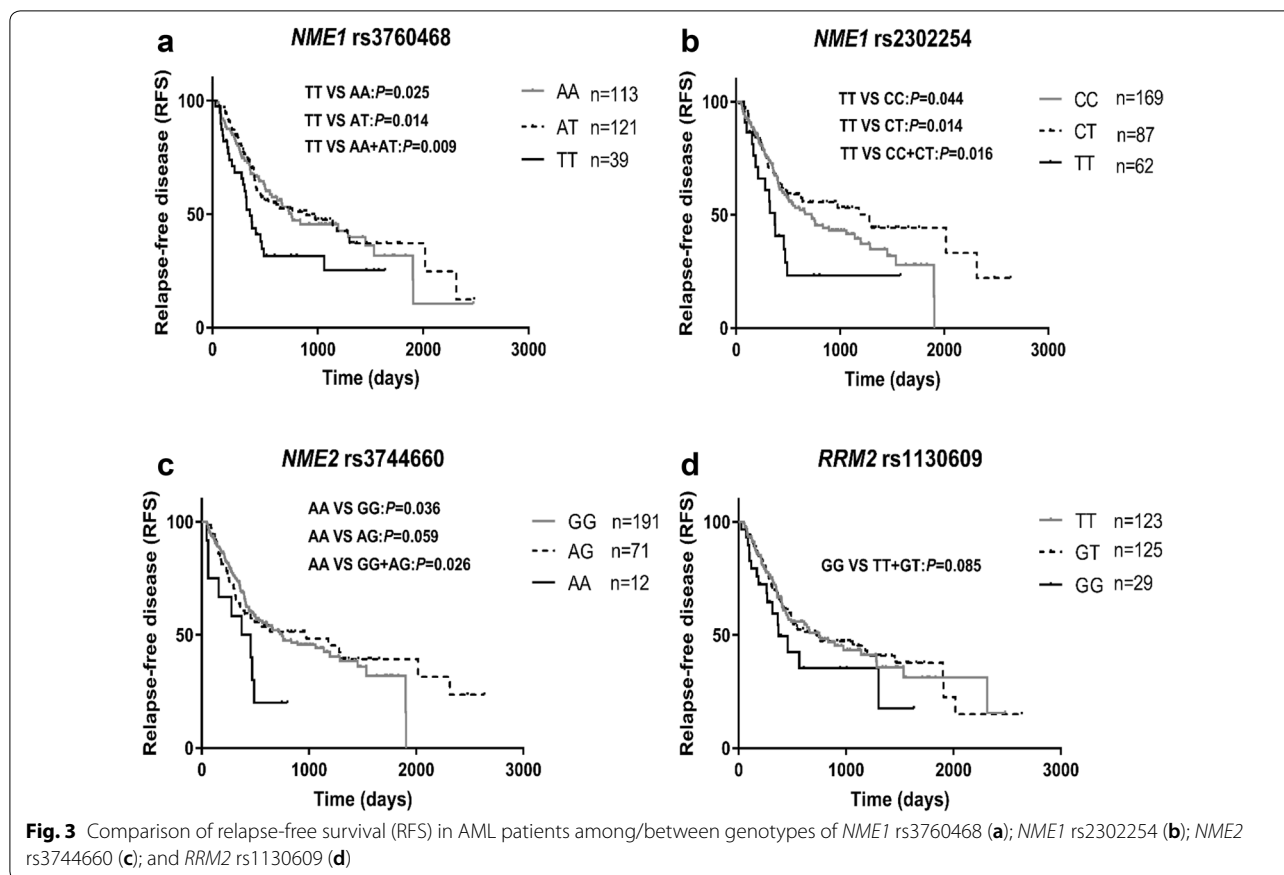 a
NME1 rs3760468
Relapse-free disease (RFS)
100
50
0
TT VS AA:P=0.025
TT VS AT:P=0.014
TT VS AA+AT:P=0.009
AA n=113
AT n=121
TT n=39
0 1000 2000 3000
Time (days)
b
NME1 rs2302254
Relapse-free disease (RFS)
100
50
0
TT VS CC:P=0.044
TT VS CT:P=0.014
TT VS CC+CT:P=0.016
CC n=169
CT n=87
TT n=62
0 1000 2000 3000
Time (days)
c
NME2 rs3744660
Relapse-free disease (RFS)
100
50
0
AA VS GG:P=0.036
AA VS AG:P=0.059
AA VS GG+AG:P=0.026
GG n=191
AG n=71
AA n=12
0 1000 2000 3000
Time (days)
d
RRM2 rs1130609
Relapse-free disease (RFS)
100
50
0
GG VS TT+GT:P=0.085
TT n=123
GT n=125
GG n=29
0 1000 2000 3000
Time (days)
Fig. 3 Comparison of relapse-free survival (RFS) in AML patients among/between genotypes of NME1 rs3760468 (a); NME1 rs2302254 (b); NME2
rs3744660 (c); and RRM2 rs1130609 (d)